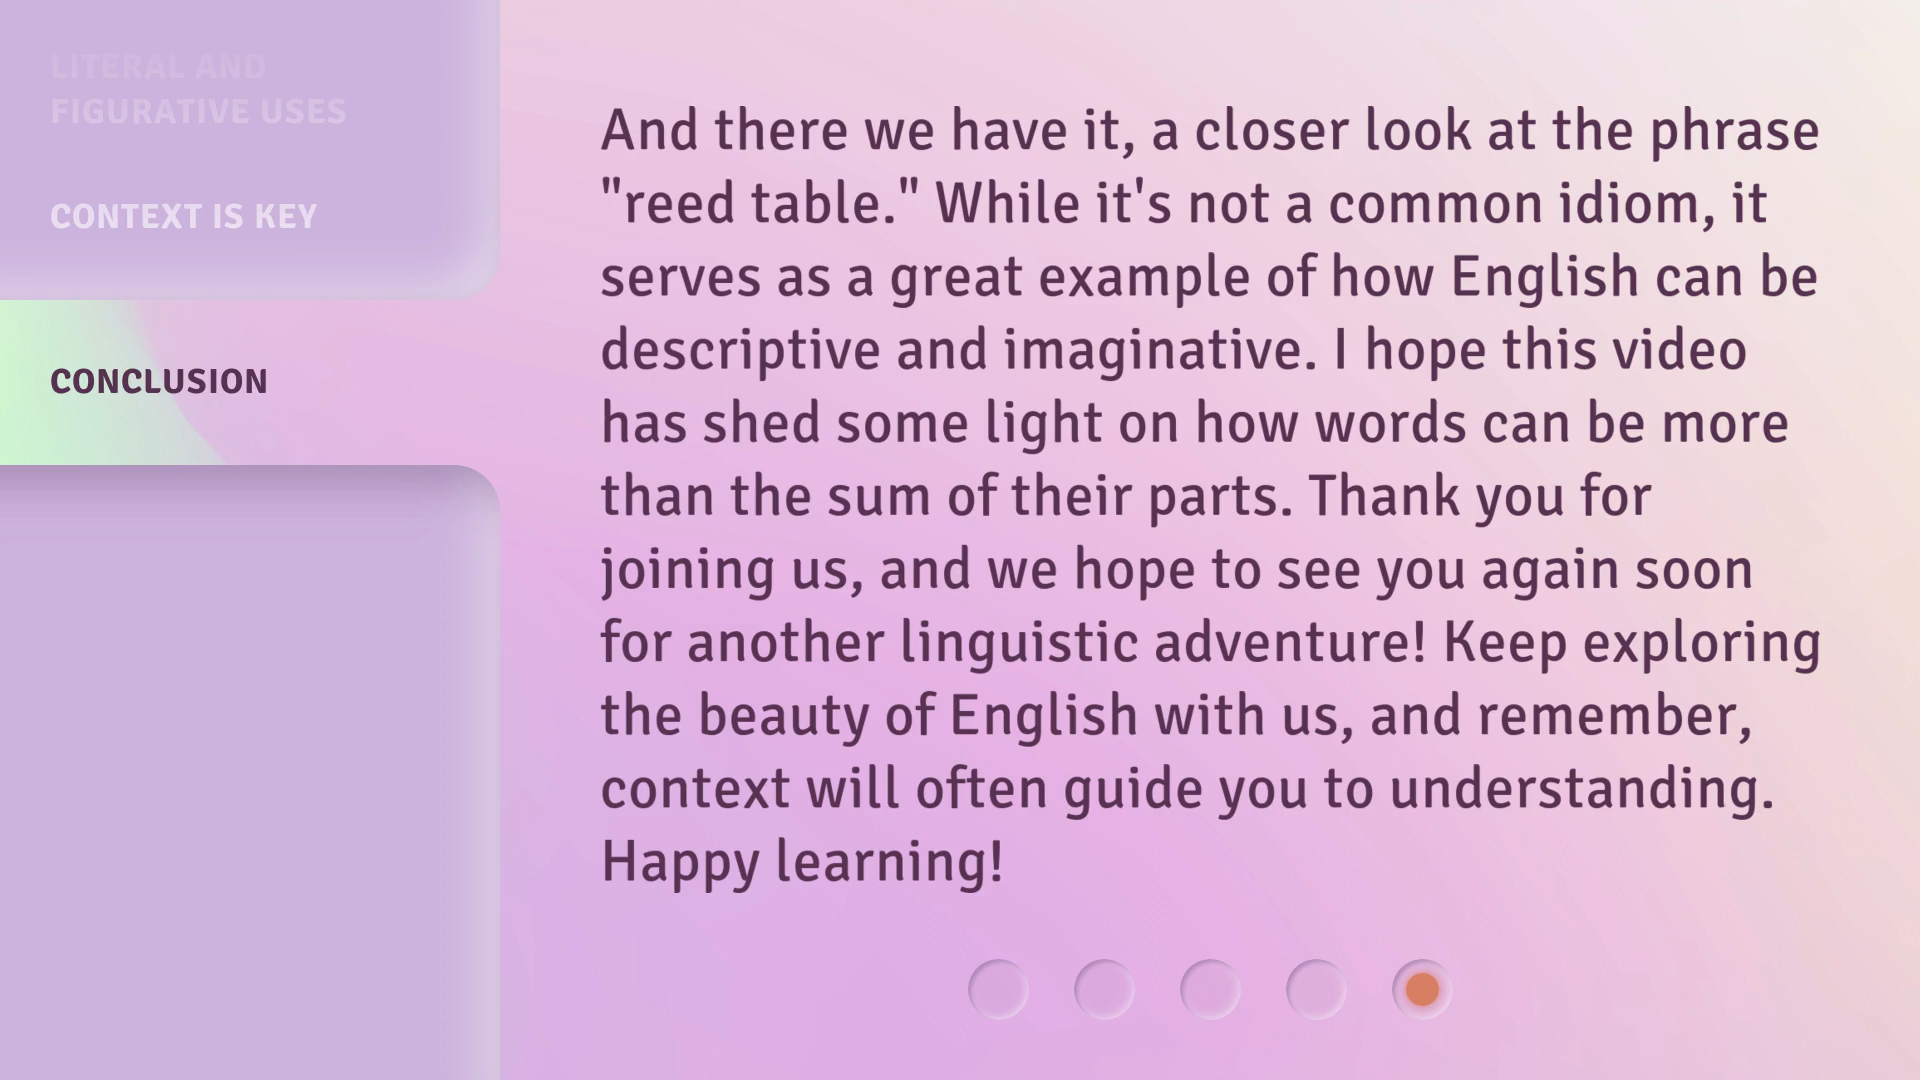 LITERAL AND
FIGURATIVE USES
CONTEXT IS KEY
CONCLUSION
And there we have it, a closer look at the phrase
"reed table." While it's not a common idiom, it
serves as a great example of how English can be
descriptive and imaginative. I hope this video
has shed some light on how words can be more
than the sum of their parts. Thank you for
joining us, and we hope to see you again soon
for another linguistic adventure! Keep exploring
the beauty of English with us, and remember,
context will often guide you to understanding.
Happy learning!